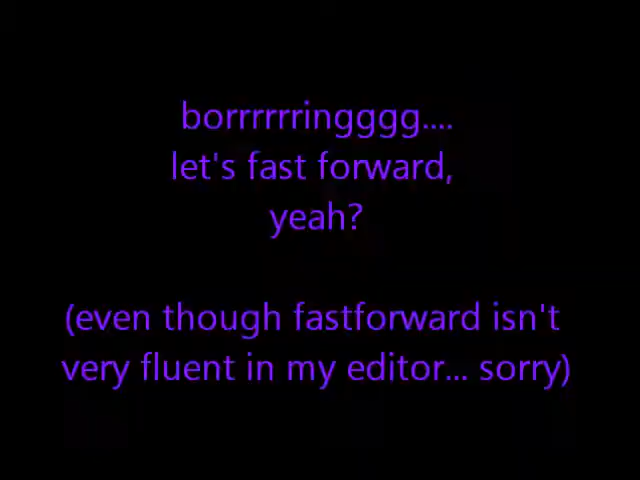 borrrrrringggg....
let's fast forward,
yeah?
(even though fastforward isn't
very fluent in my editor... sorry)